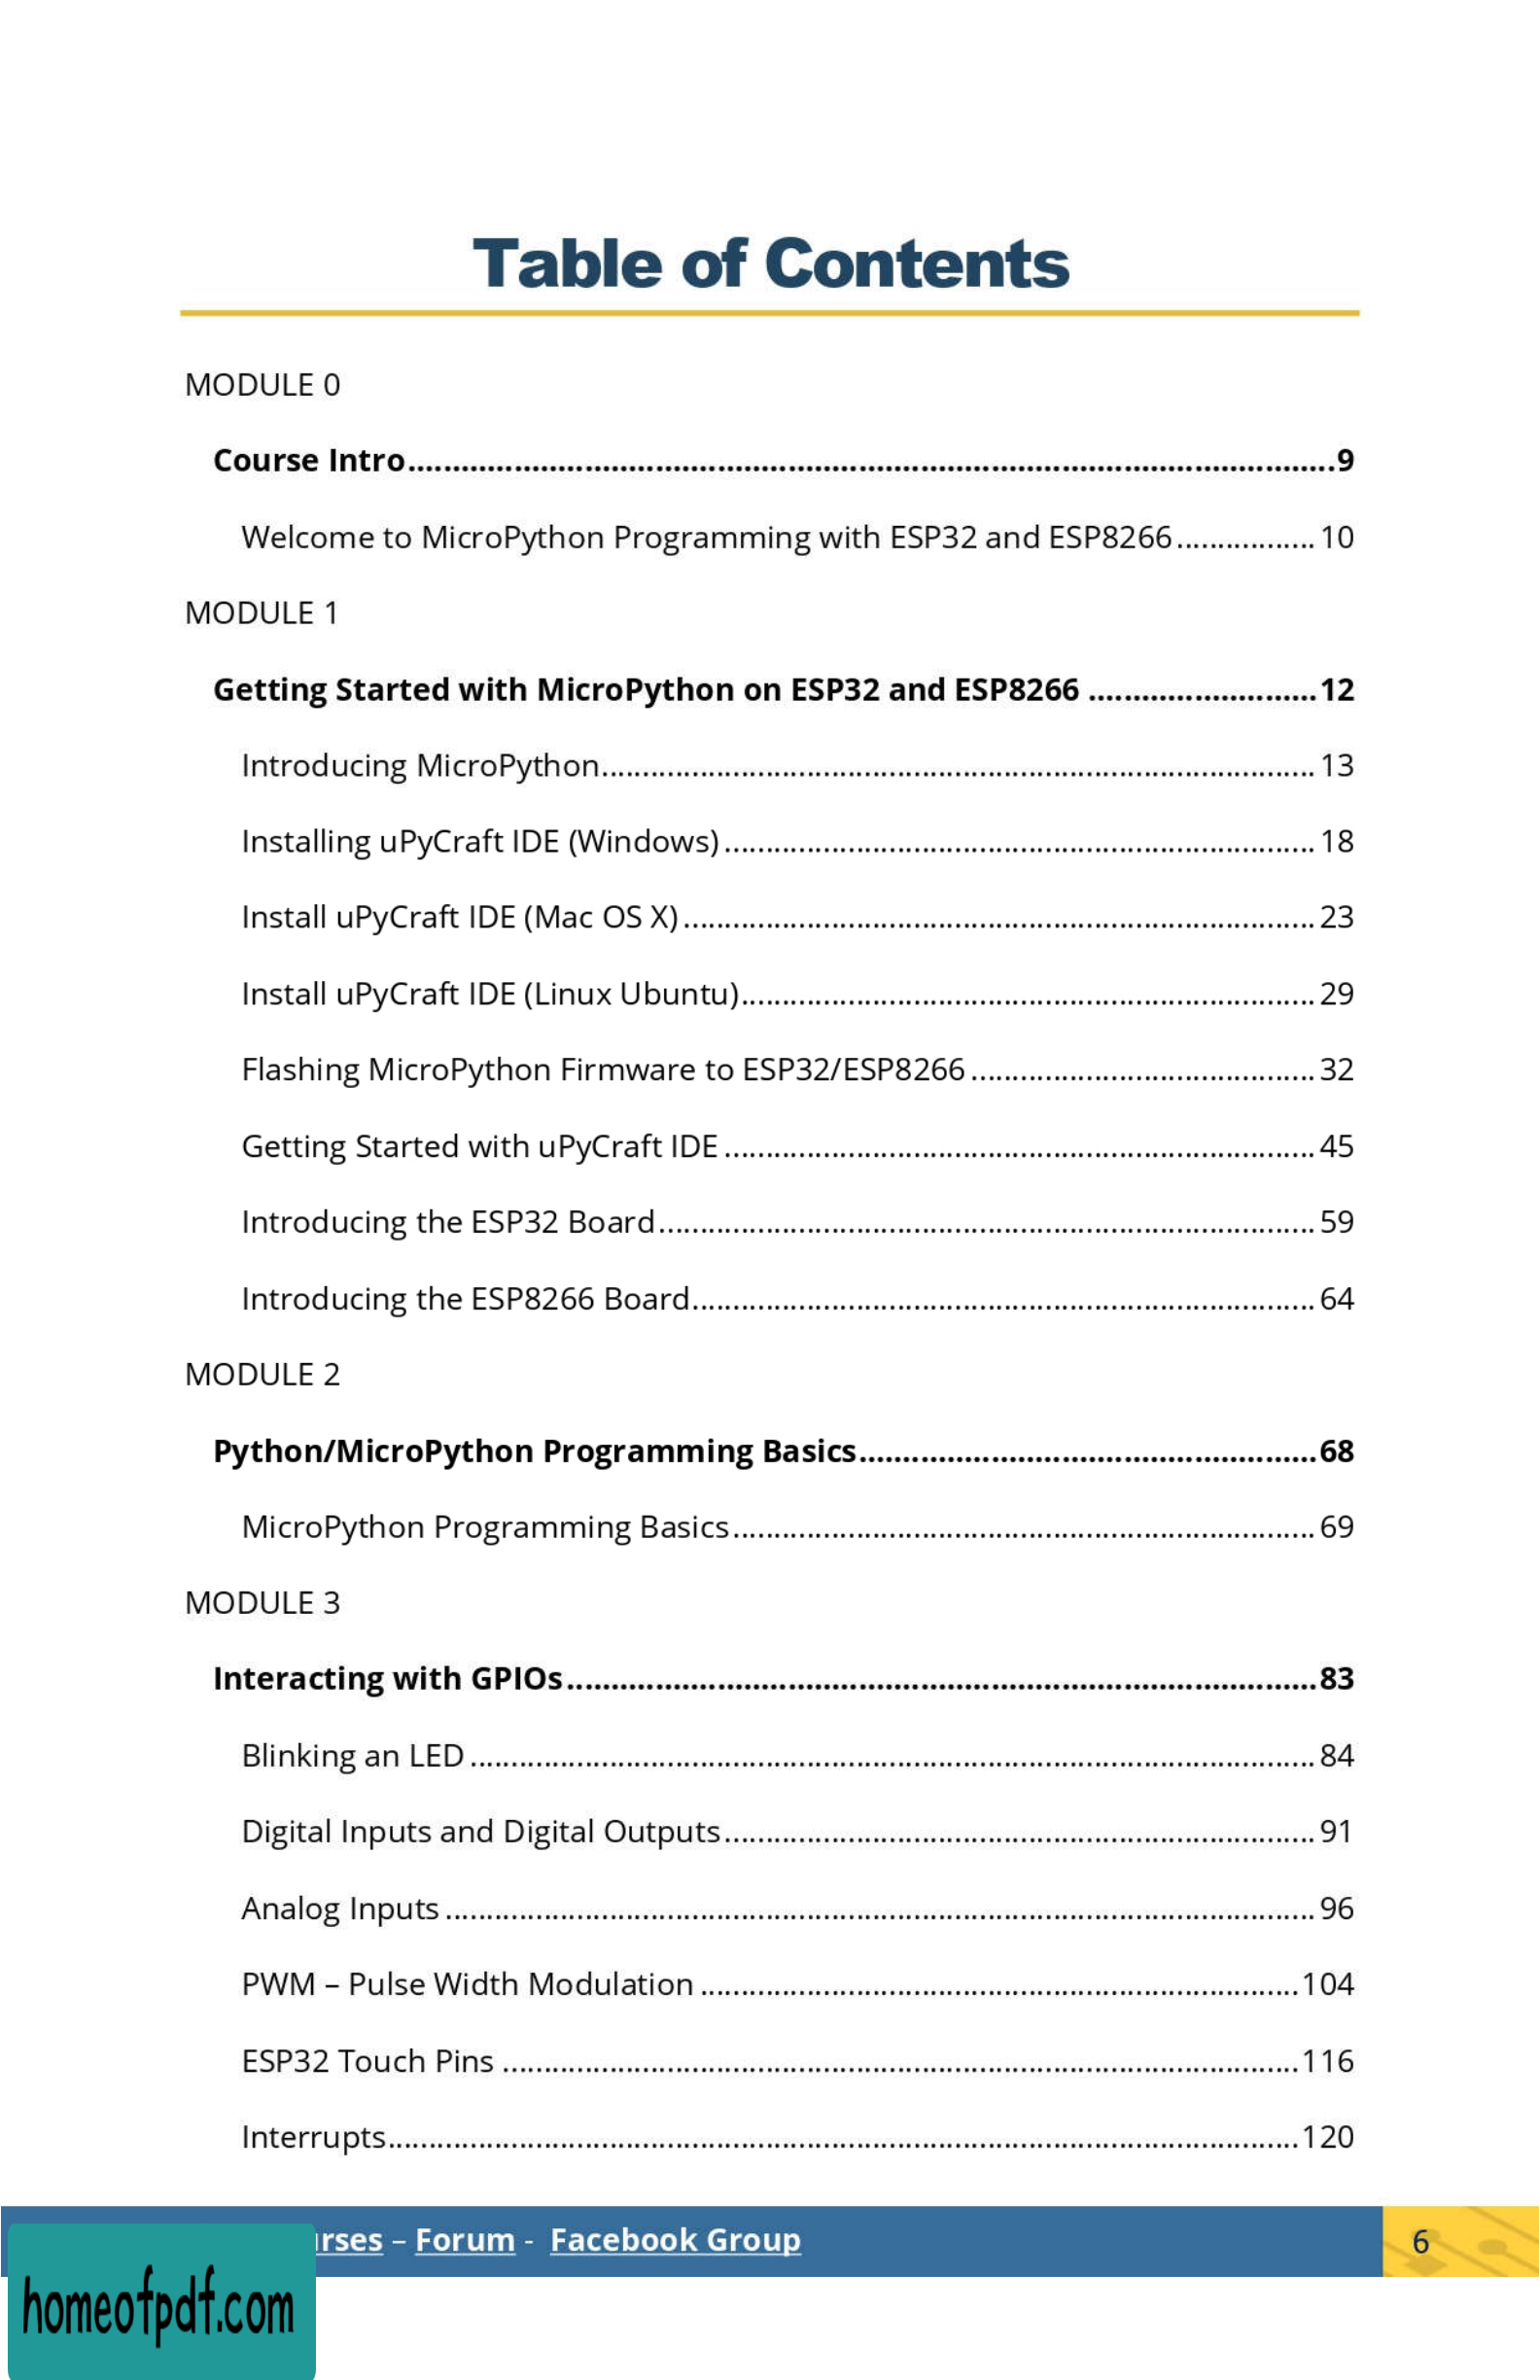 Table of Contents
MODULE 0
Course Intro 9
Welcome to MicroPython Programming with ESP32 and ESP8266 10
MODULE 1
Getting Started with MicroPython on ESP32 and ESP8266 12
Introducing MicroPython 13
Installing uPyCraft IDE (Windows) 18
Install uPyCraft IDE (Mac OS X) 23
Install uPyCraft IDE (Linux Ubuntu) 29
Flashing MicroPython Firmware to ESP32/ESP8266 32
Getting Started with uPyCraft IDE 45
Introducing the ESP32 Board 59
Introducing the ESP8266 Board 64
MODULE 2
Python/MicroPython Programming Basics 68
MicroPython Programming Basics 69
MODULE 3
Interacting with GPIOs 83
Blinking an LED 84
Digital Inputs and Digital Outputs 91
Analog Inputs 96
PWM – Pulse Width Modulation 104
ESP32 Touch Pins 116
Interrupts 120
– Forum - Facebook Group 6
homeofpdf.com